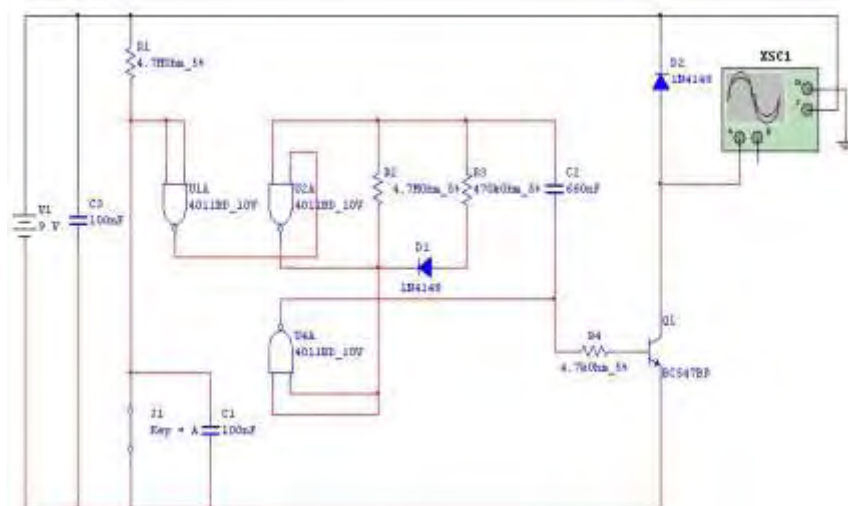 R1
4.7MOhm_5%
D2
1N4148
XSC1
G
T
A
B
U1A
4011BD_10V
U2A
4011BD_10V
R2
4.7MOhm_5%
R3
470kOhm_5%
C2
660nF
V1
9 V
C3
100nF
D1
1N4148
U4A
4011BD_10V
R4
4.7kOhm_5%
Q1
BC547BP
J1
Key = A
C1
100nF